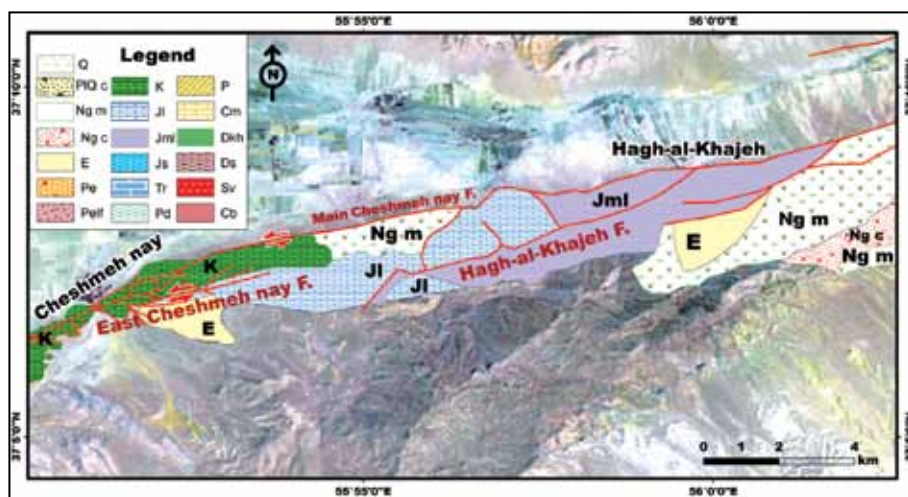 55°55'0"E
56°0'0"E
37°10'0"N
Legend
N
Q
PlQ c
K
P
Ng m
Jl
Cm
Ng c
Jml
Dkh
E
Js
Ds
Pe
Tr
Sv
Pelf
Pd
Cb
Hagh-al-Khajeh
Main Cheshmeh nay F.
Jml
Ng m
Cheshmeh nay
K
Hagh-al-Khajeh F.
E
Ng c
Ng m
Jl
Jl
East Cheshmeh nay F.
E
K
37°5'0"N
0 1 2 4
km
55°55'0"E
56°0'0"E